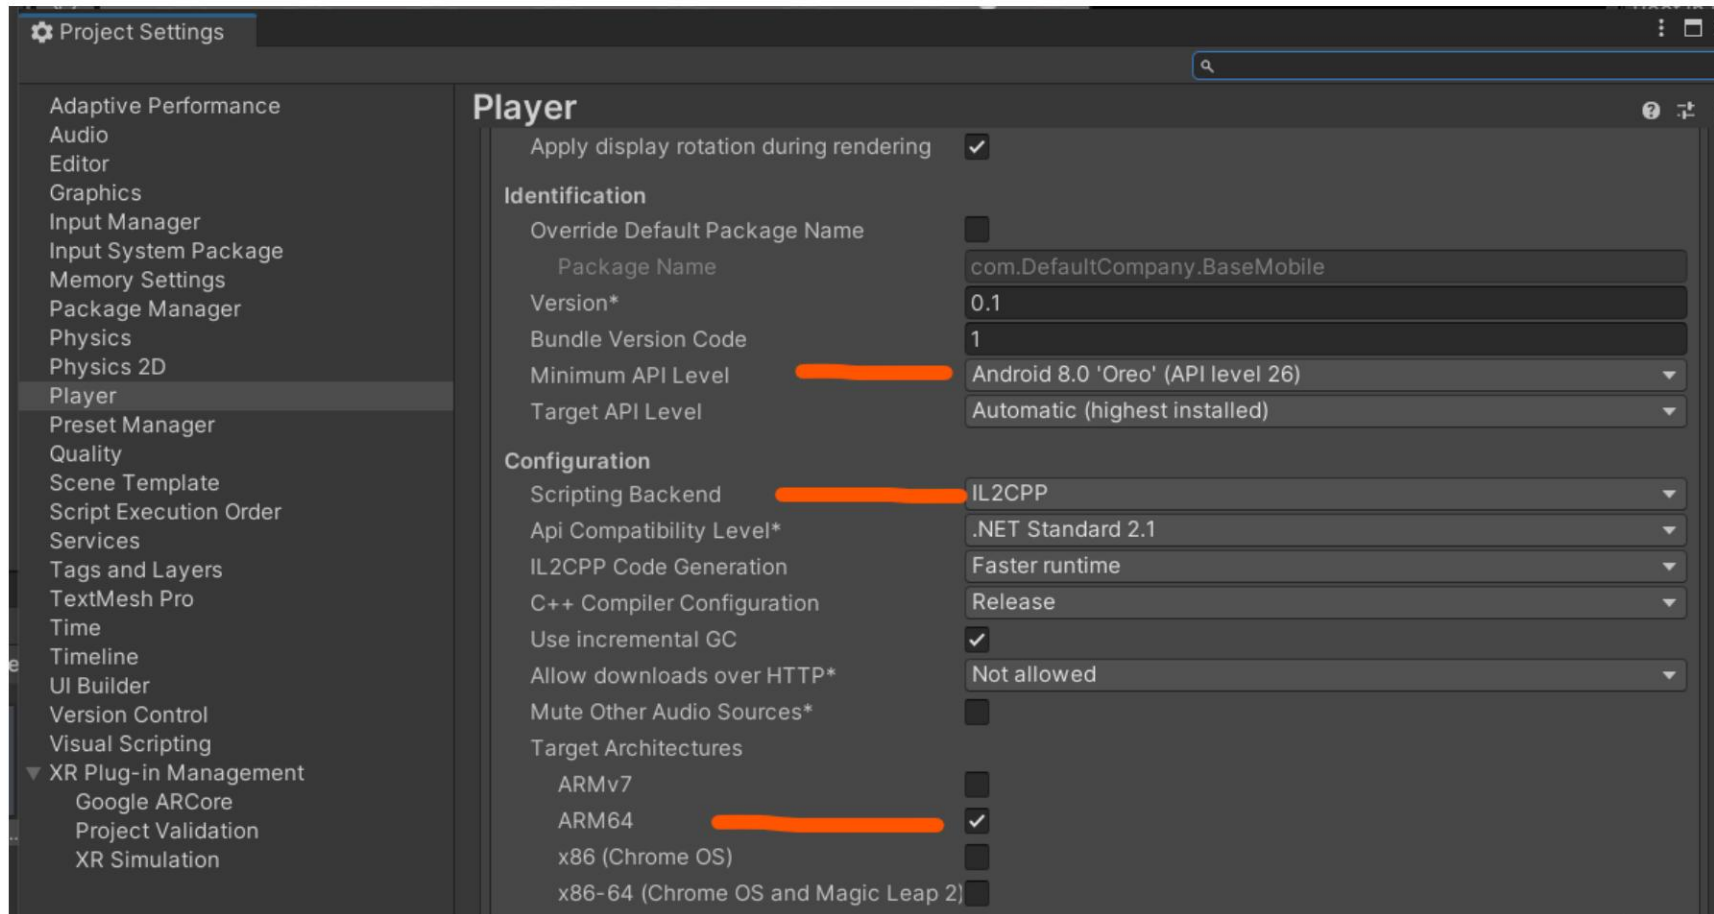 Project Settings
Adaptive Performance
Audio
Editor
Graphics
Input Manager
Input System Package
Memory Settings
Package Manager
Physics
Physics 2D
Player
Preset Manager
Quality
Scene Template
Script Execution Order
Services
Tags and Layers
TextMesh Pro
Time
Timeline
UI Builder
Version Control
Visual Scripting
XR Plug-in Management
Google ARCore
Project Validation
XR Simulation
Player
Apply display rotation during rendering
Identification
Override Default Package Name
Package Name com.DefaultCompany.BaseMobile
Version* 0.1
Bundle Version Code 1
Minimum API Level Android 8.0 'Oreo' (API level 26)
Target API Level Automatic (highest installed)
Configuration
Scripting Backend IL2CPP
Api Compatibility Level* .NET Standard 2.1
IL2CPP Code Generation Faster runtime
C++ Compiler Configuration Release
Use incremental GC
Allow downloads over HTTP* Not allowed
Mute Other Audio Sources*
Target Architectures
ARMv7
ARM64
x86 (Chrome OS)
x86-64 (Chrome OS and Magic Leap 2)